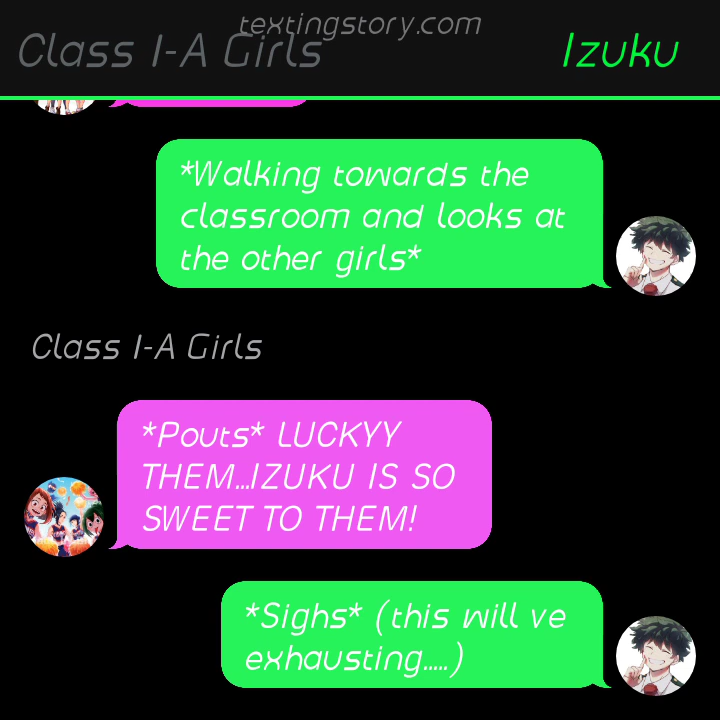 textingstory.com
Class 1-A Girls
Izuku
*Walking towards the
classroom and looks at
the other girls*
Class 1-A Girls
*Pouts* LUCKYY
THEM...IZUKU IS SO
SWEET TO THEM!
*Sighs* (this will ve
exhausting.....)